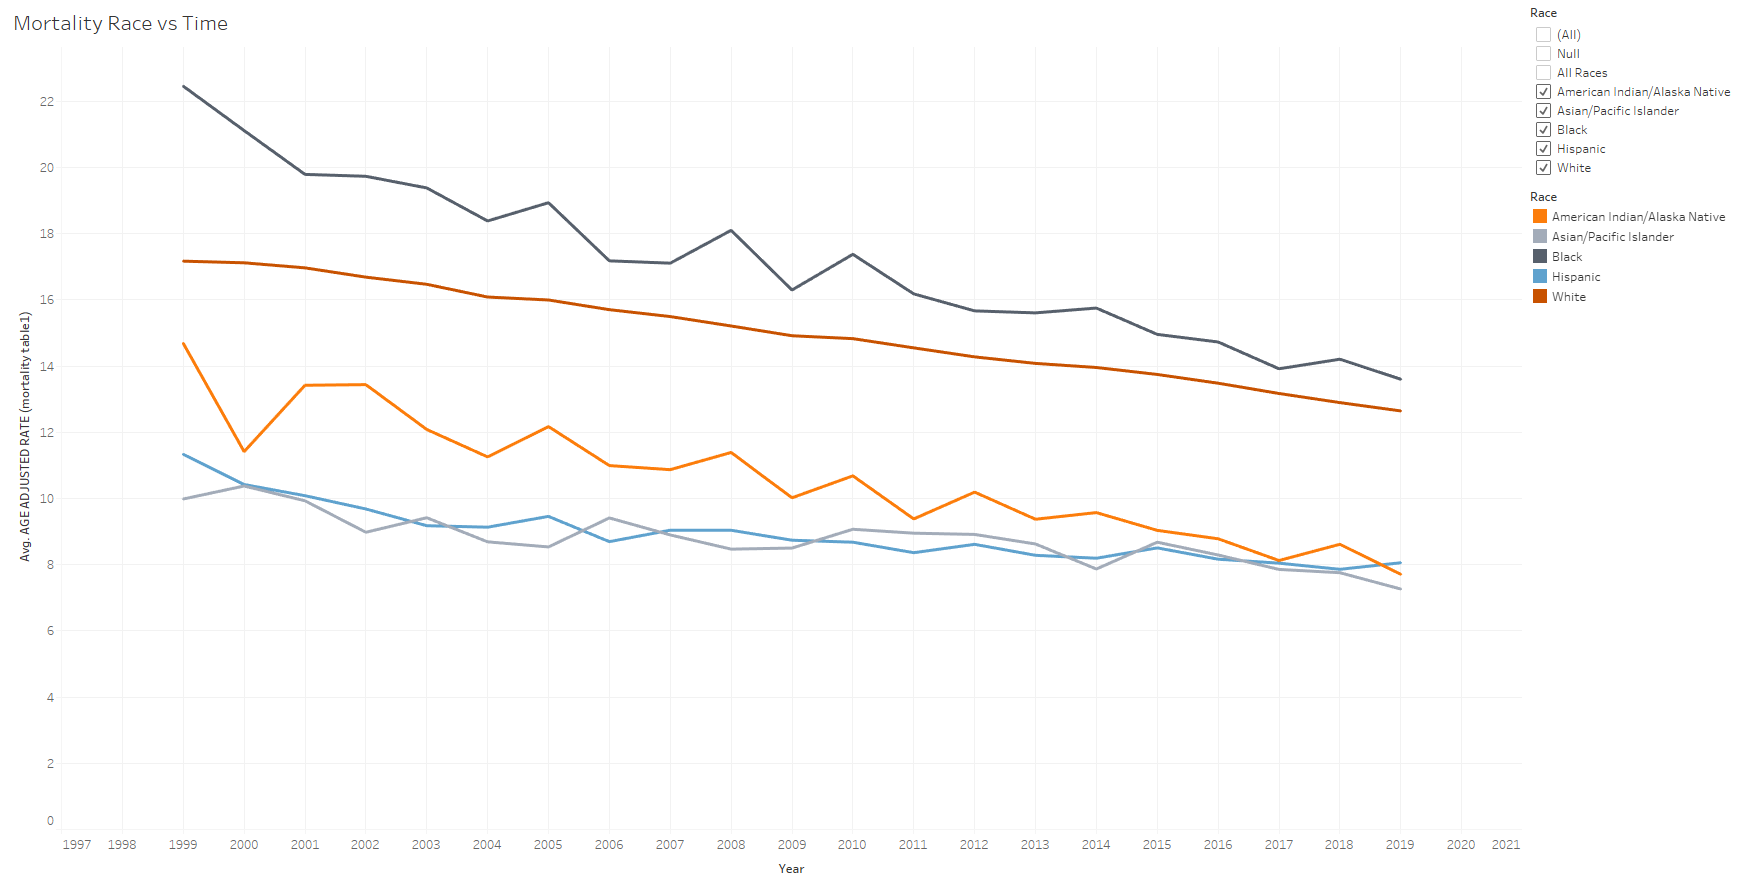 Mortality Race vs Time
Race
(All)
Null
All Races
American Indian/Alaska Native
Asian/Pacific Islander
Black
Hispanic
White
Race
American Indian/Alaska Native
Asian/Pacific Islander
Black
Hispanic
White
Avg. AGE ADJUSTED RATE (mortality table1)
22
20
18
16
14
12
10
8
6
4
2
0
1997 1998 1999 2000 2001 2002 2003 2004 2005 2006 2007 2008 2009 2010 2011 2012 2013 2014 2015 2016 2017 2018 2019 2020 2021
Year